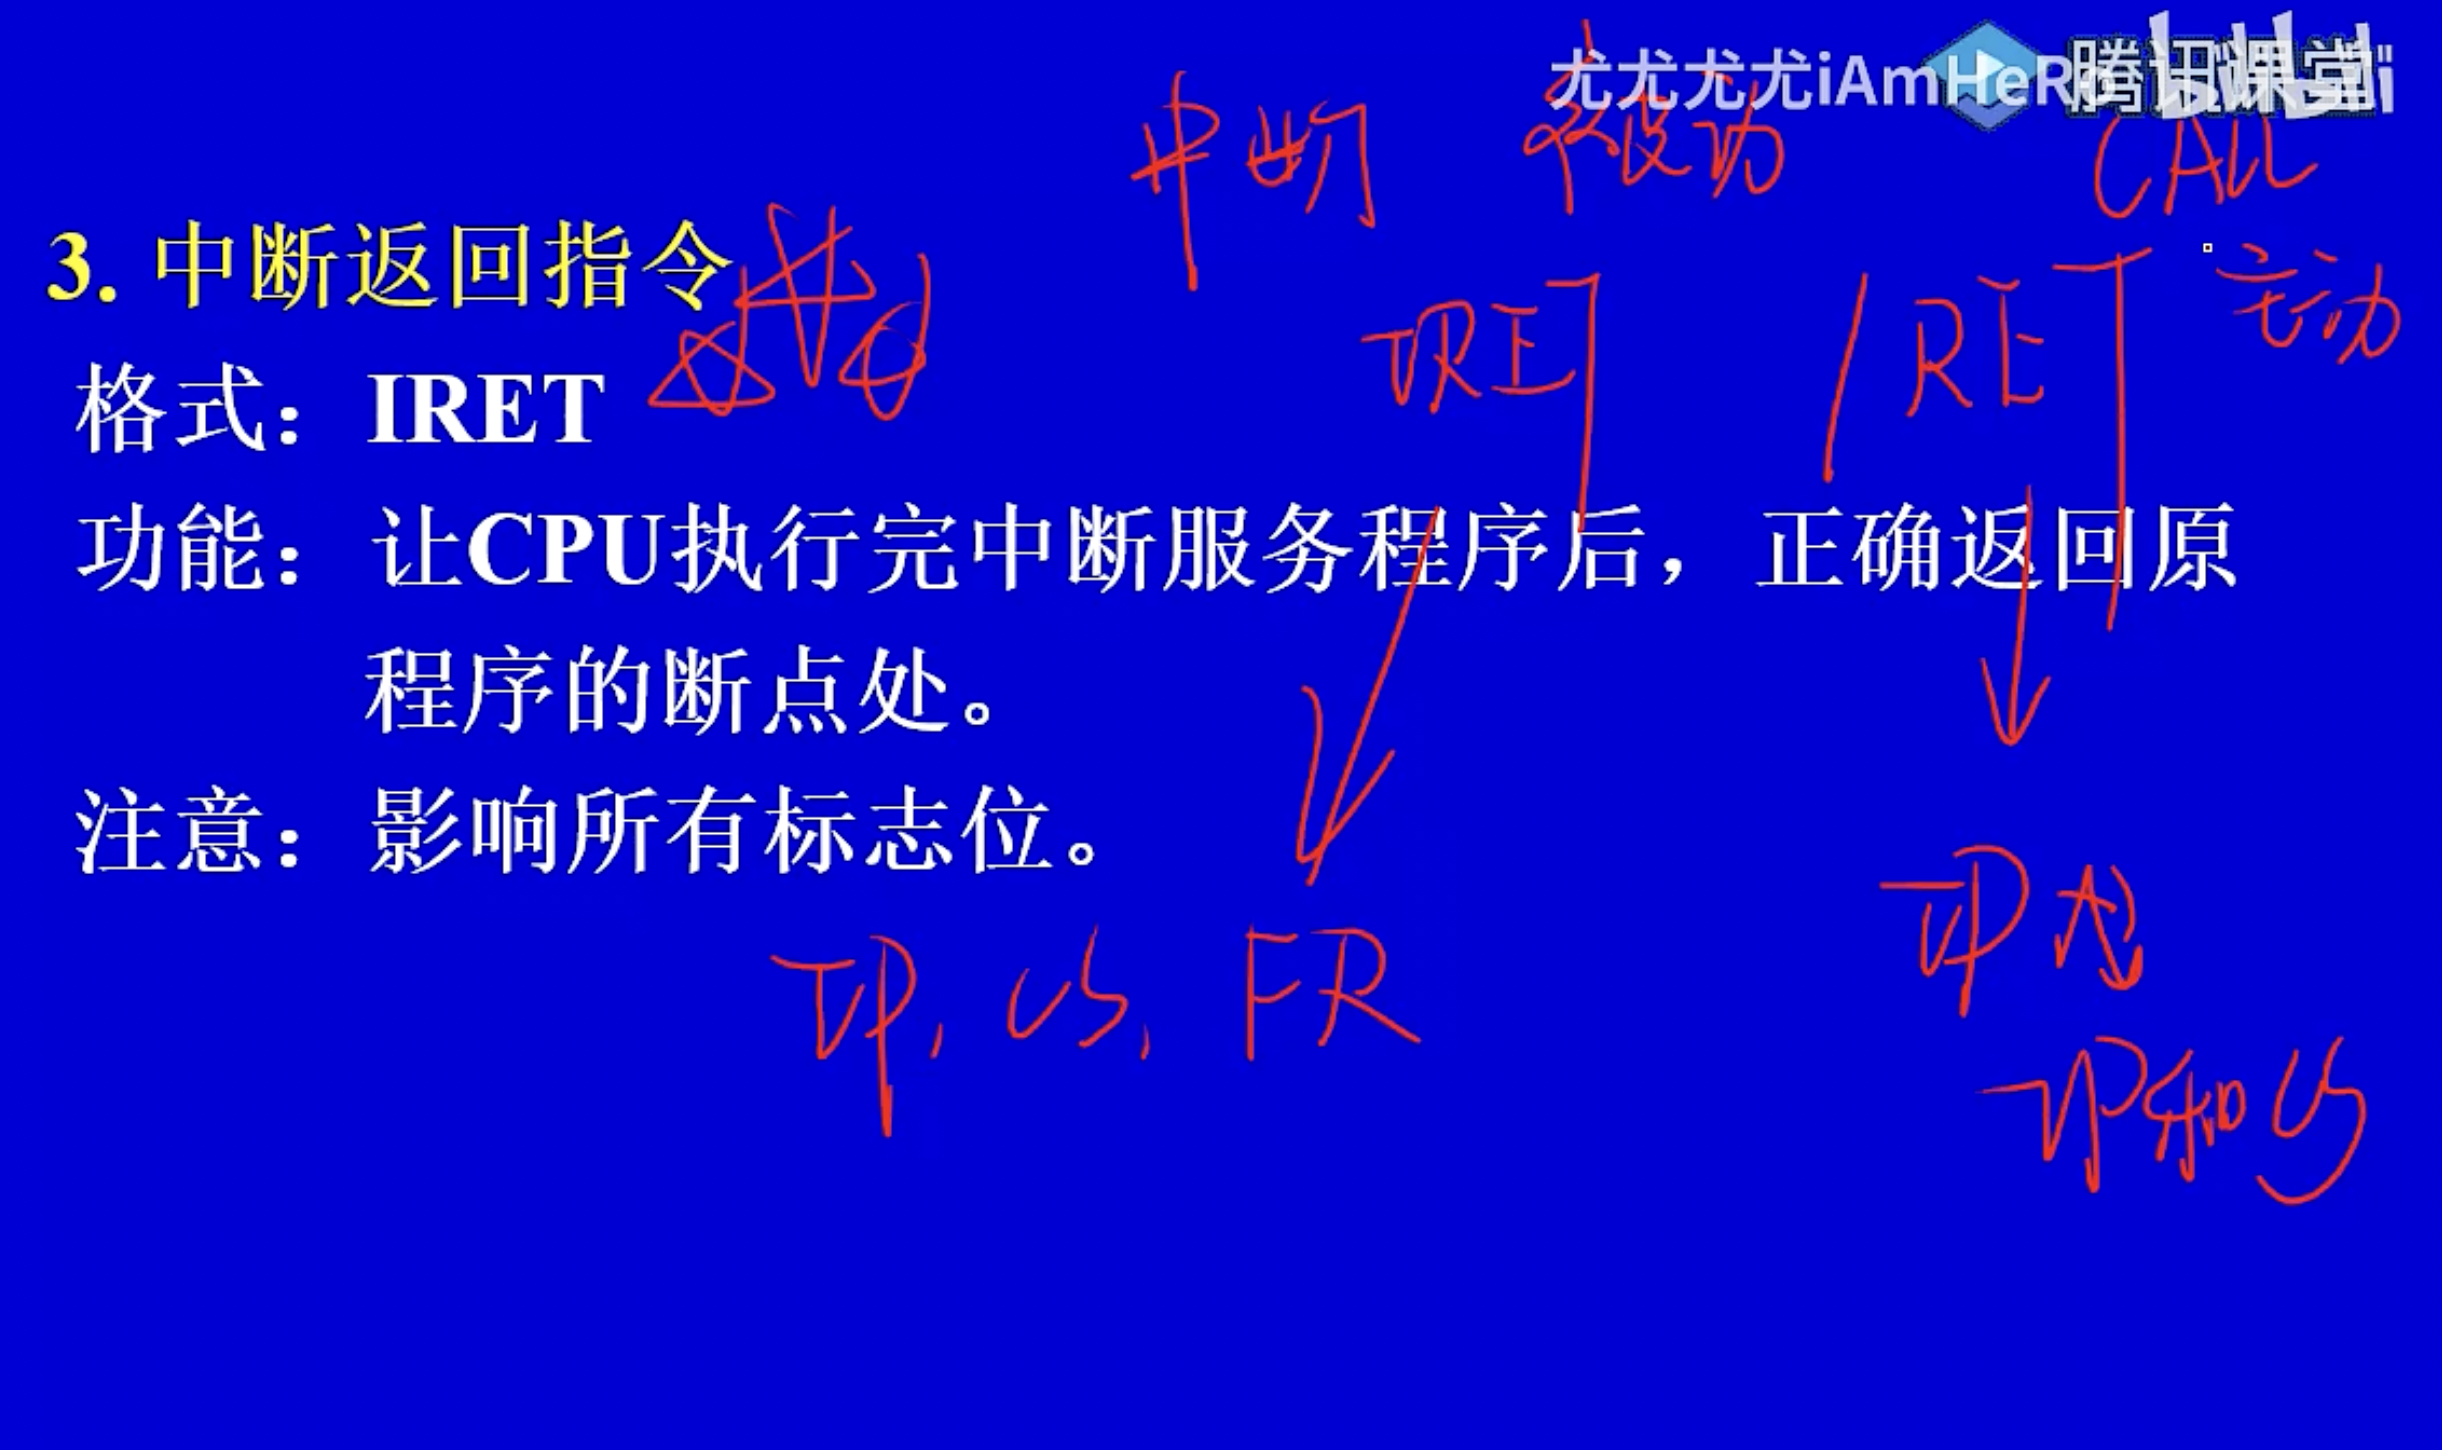 尤尤尤尤iAmHeRo
腾讯课堂
中断 被动 CALL
3. 中断返回指令
IRET / RET 主动
格式：IRET
功能：让CPU执行完中断服务程序后，正确返回原
程序的断点处。
注意：影响所有标志位。
IP, CS, FR
IP
IP和CS